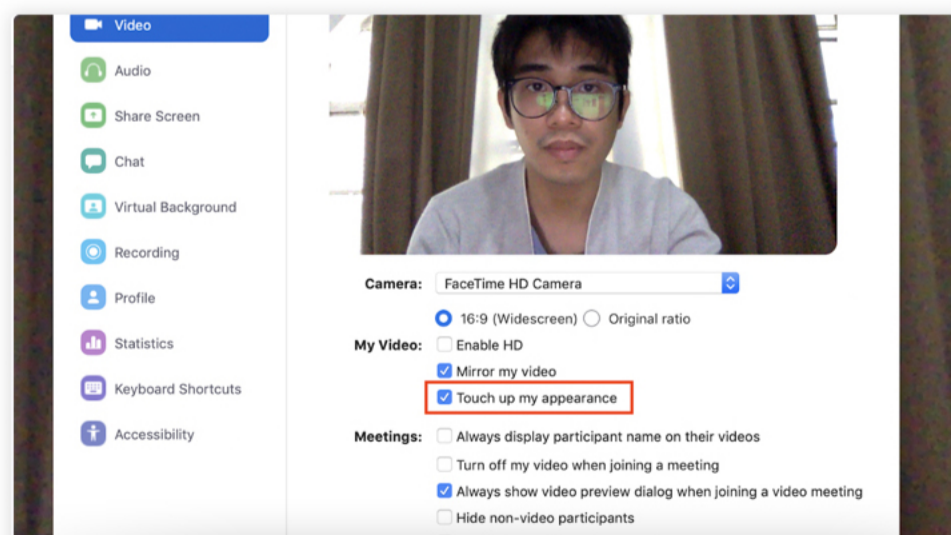 Video
Audio
Share Screen
Chat
Virtual Background
Recording
Profile
Statistics
Keyboard Shortcuts
Accessibility
Camera: FaceTime HD Camera
16:9 (Widescreen) Original ratio
My Video: Enable HD
Mirror my video
Touch up my appearance
Meetings: Always display participant name on their videos
Turn off my video when joining a meeting
Always show video preview dialog when joining a video meeting
Hide non-video participants